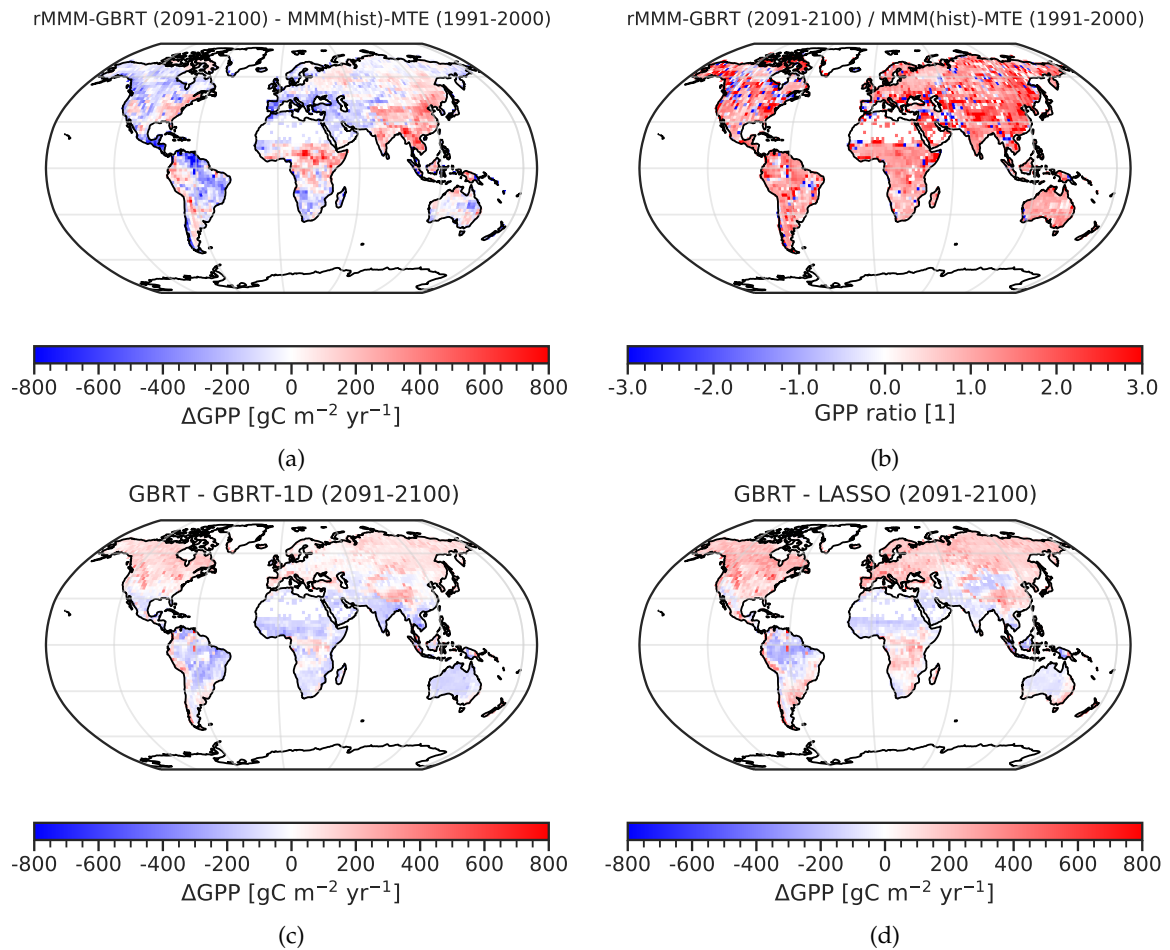 rMMM-GBRT (2091-2100) - MMM(hist)-MTE (1991-2000)
-800 -600 -400 -200 0 200 400 600 800
ΔGPP [gC m⁻² yr⁻¹]
(a)
rMMM-GBRT (2091-2100) / MMM(hist)-MTE (1991-2000)
-3.0 -2.0 -1.0 0.0 1.0 2.0 3.0
GPP ratio [1]
(b)
GBRT - GBRT-1D (2091-2100)
-800 -600 -400 -200 0 200 400 600 800
ΔGPP [gC m⁻² yr⁻¹]
(c)
GBRT - LASSO (2091-2100)
-800 -600 -400 -200 0 200 400 600 800
ΔGPP [gC m⁻² yr⁻¹]
(d)